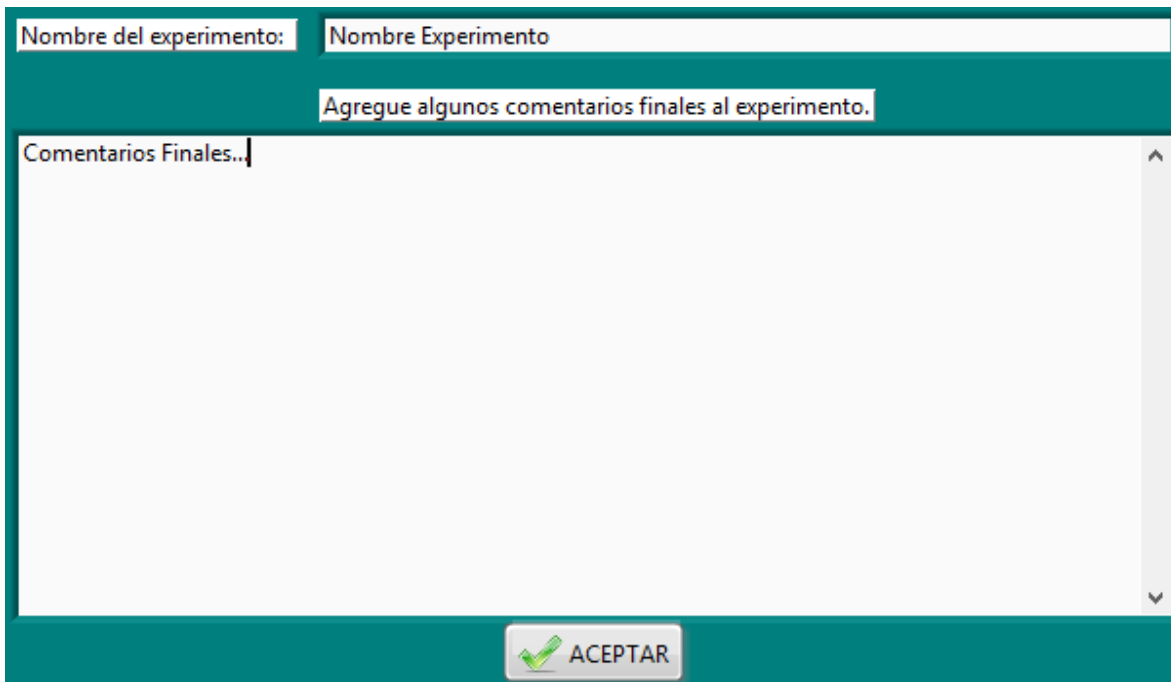 Nombre del experimento: Nombre Experimento
Agregue algunos comentarios finales al experimento.
Comentarios Finales...
ACEPTAR